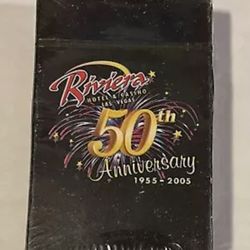 Riviera
HOTEL & CASINO
LAS VEGAS
50th
Anniversary
1955-2005